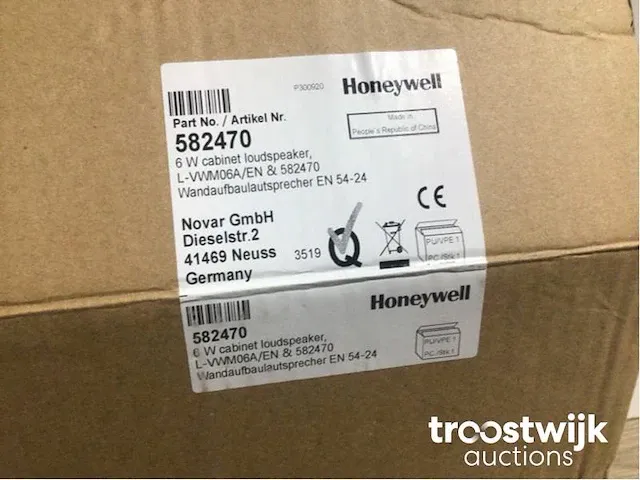 P300920
Honeywell
Part No. / Artikel Nr.
582470
Made in
People's Republic of China
6 W cabinet loudspeaker,
L-VWM06A/EN & 582470
Wandaufbaulautsprecher EN 54-24
CE
Novar GmbH
Dieselstr.2
41469 Neuss
Germany
3519
Q
PU/VPE 1
PC./Stk 1
Honeywell
582470
6 W cabinet loudspeaker,
L-VWM06A/EN & 582470
Wandaufbaulautsprecher EN 54-24
PU/VPE 1
PC./Stk 1
troostwijk
auctions